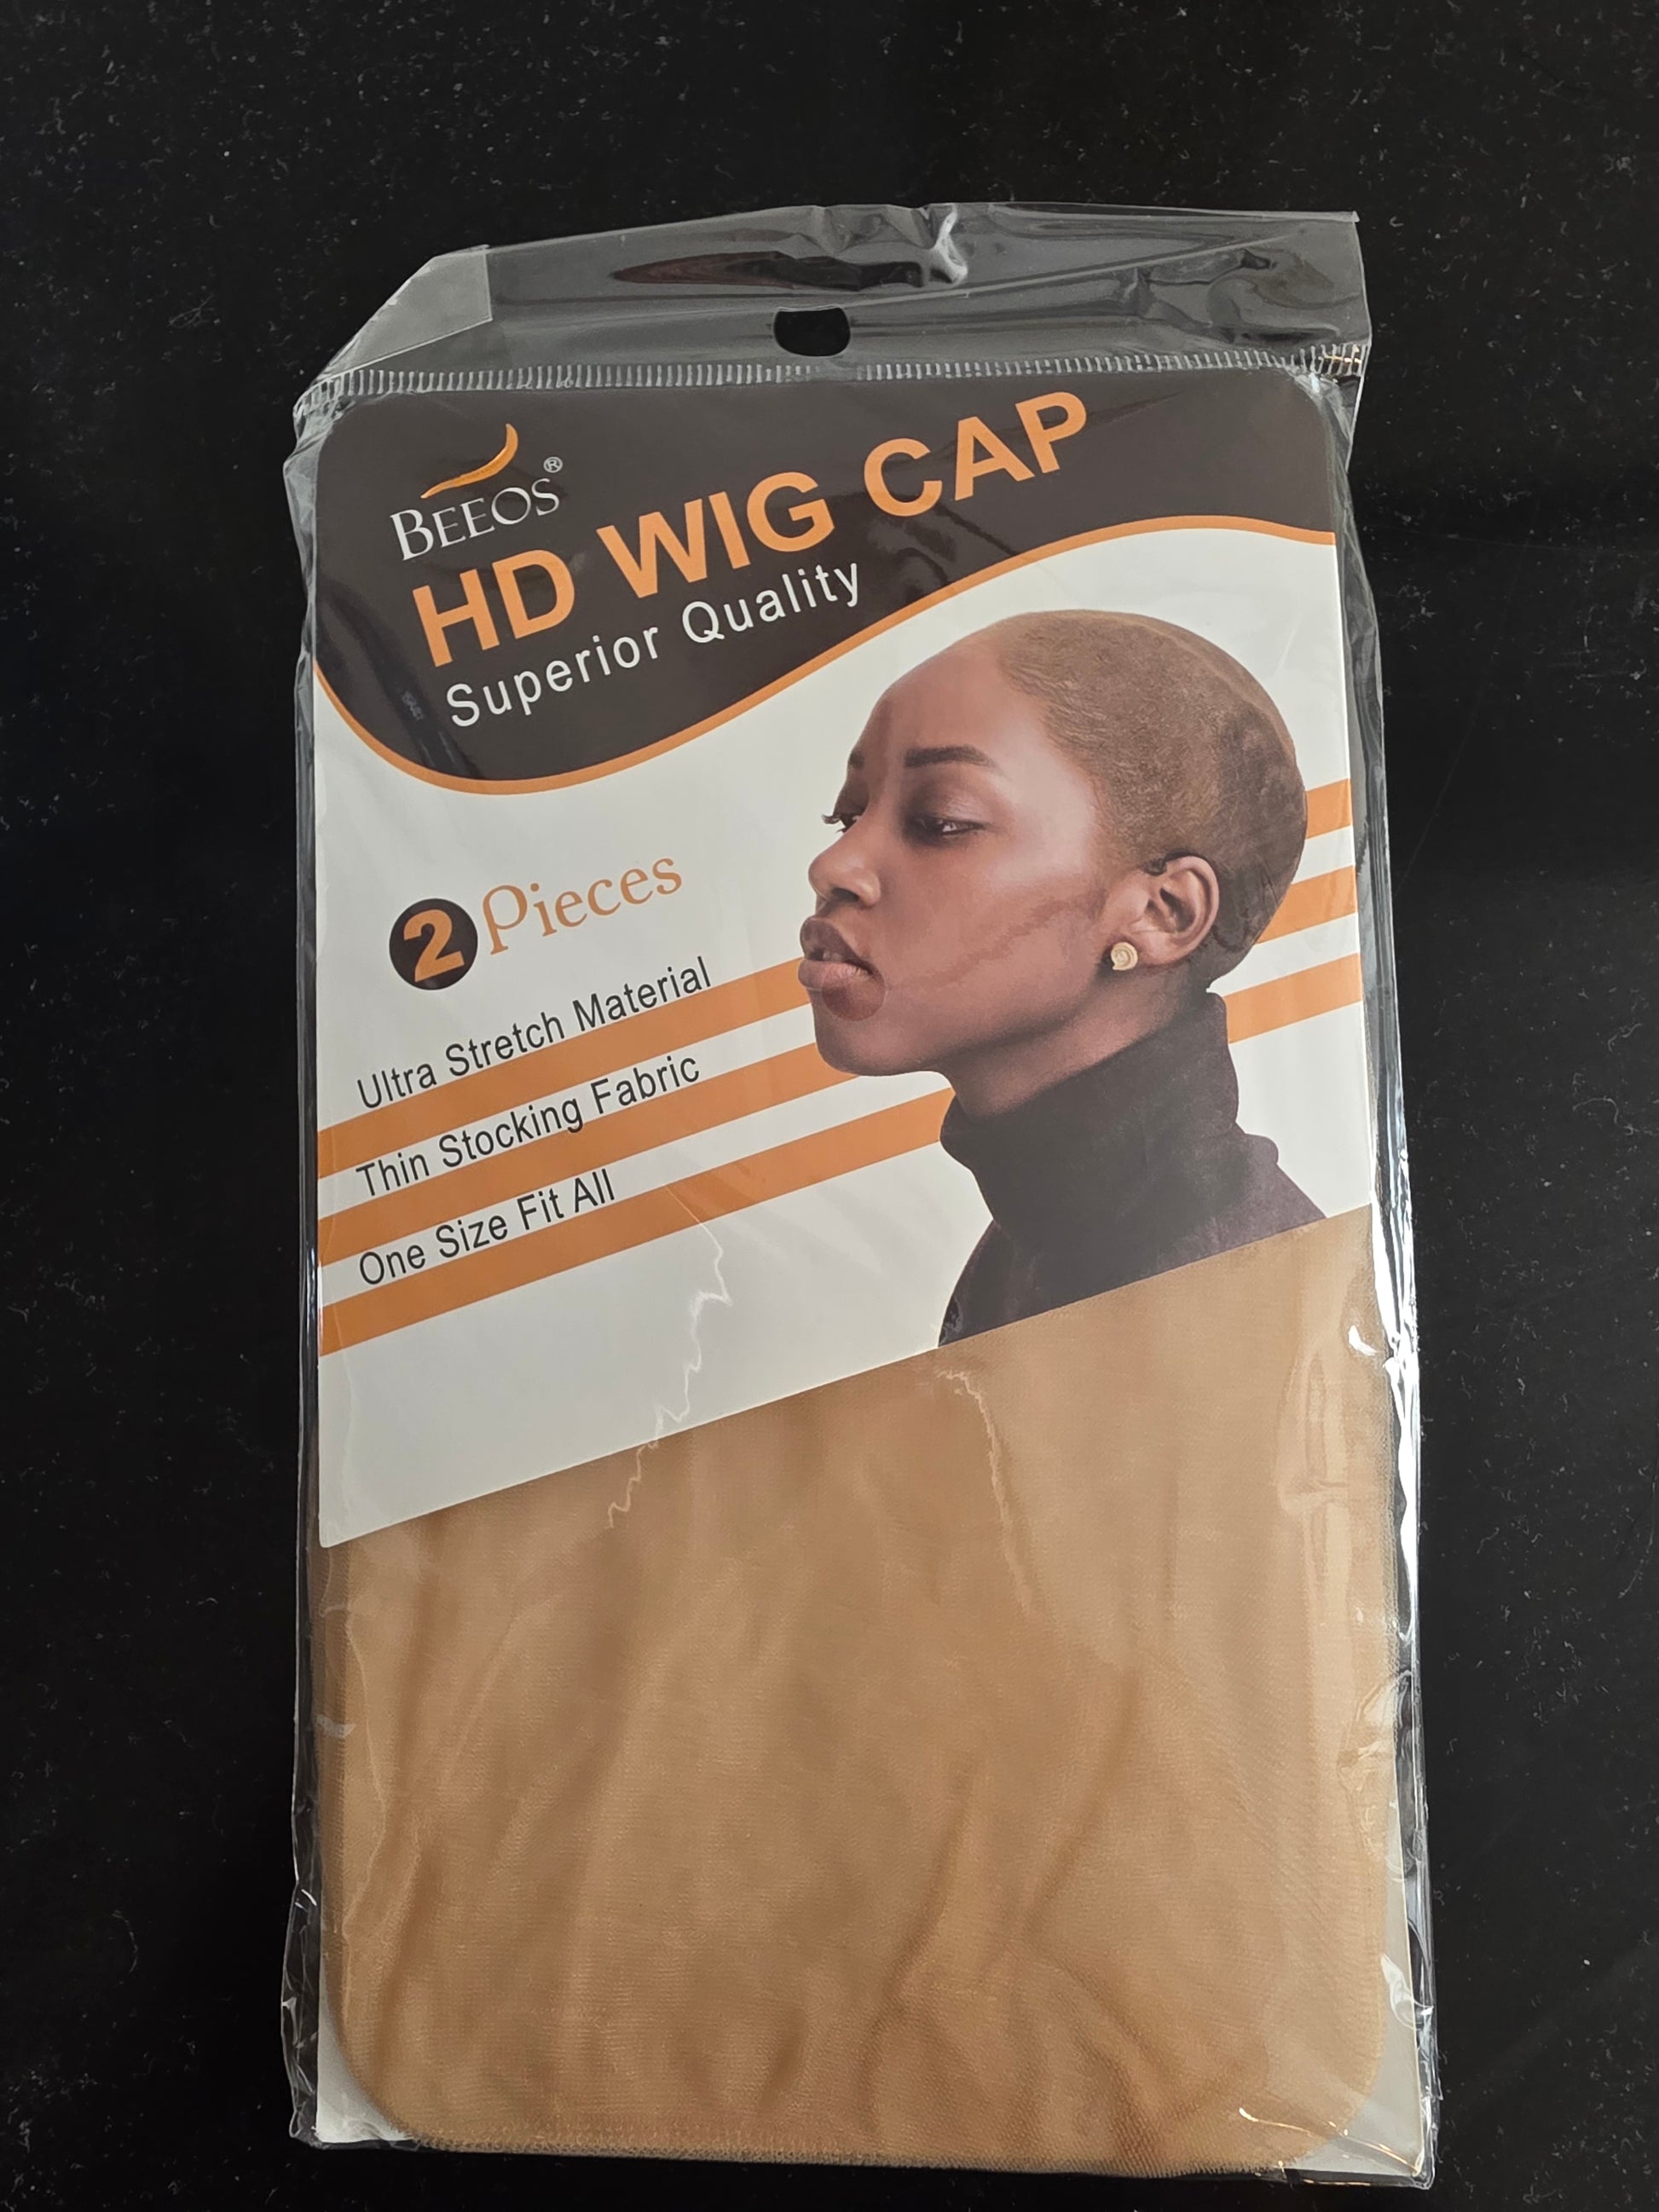 BEEOS®
HD WIG CAP
Superior Quality
2 Pieces
Ultra Stretch Material
Thin Stocking Fabric
One Size Fit All